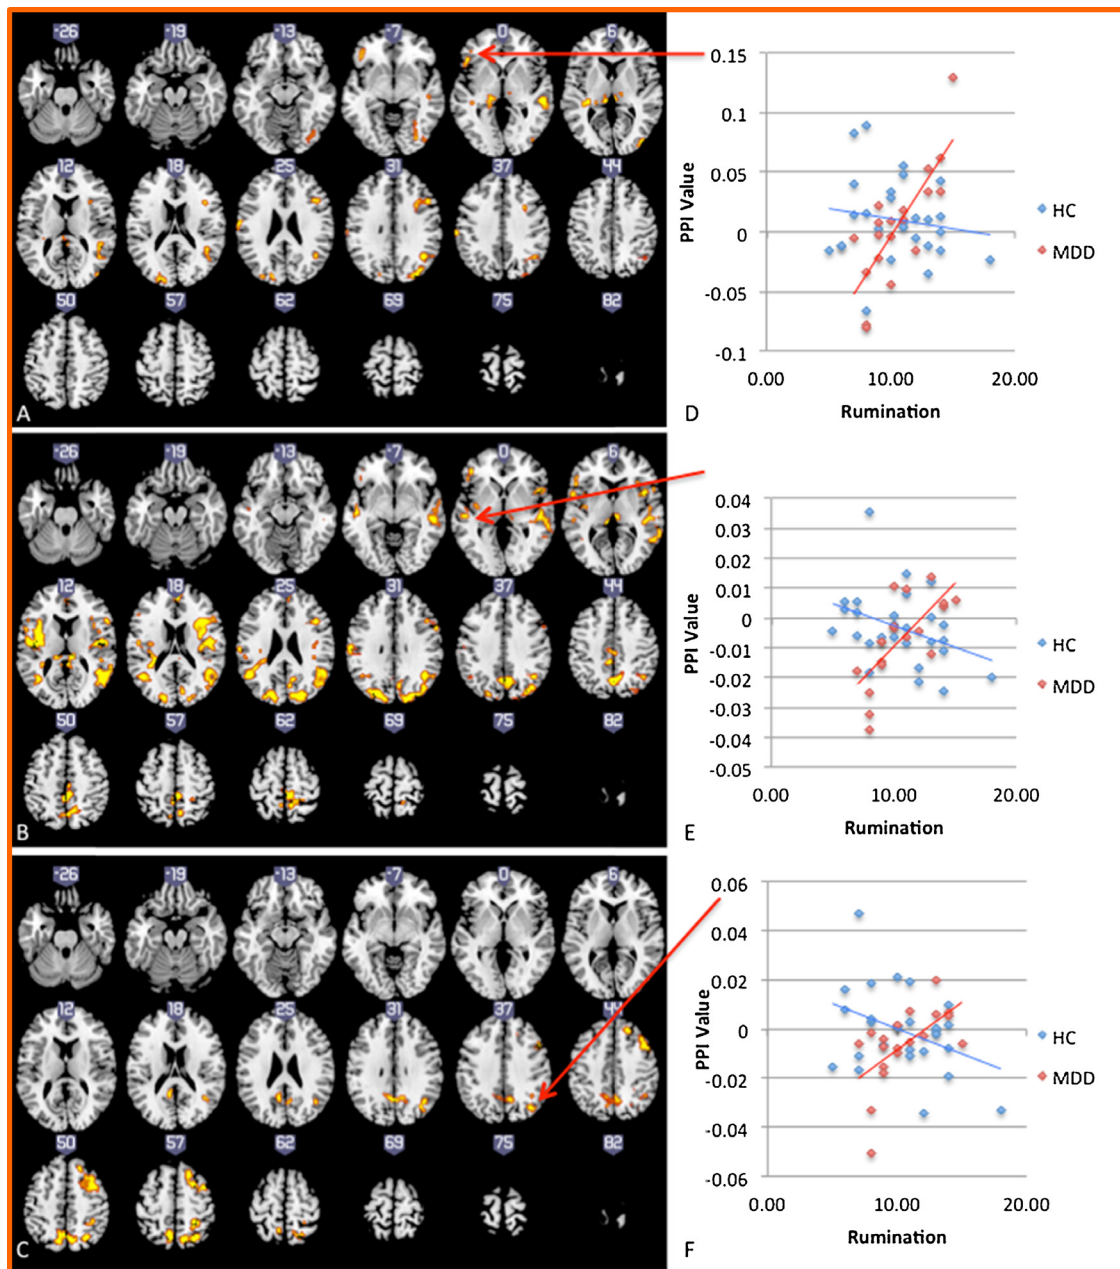 -26 -19 -13 -7 0 6
12 18 25 31 37 44
50 57 62 69 75 82
A
0.15
0.1
0.05
0
-0.05
-0.1
PPI Value
0.00 10.00 20.00
Rumination
HC
MDD
D
-26 -19 -13 -7 0 6
12 18 25 31 37 44
50 57 62 69 75 82
B
0.04
0.03
0.02
0.01
0
-0.01
-0.02
-0.03
-0.04
-0.05
PPI Value
0.00 10.00 20.00
Rumination
HC
MDD
E
-26 -19 -13 -7 0 6
12 18 25 31 37 44
50 57 62 69 75 82
C
0.06
0.04
0.02
0
-0.02
-0.04
-0.06
PPI Value
0.00 10.00 20.00
Rumination
HC
MDD
F